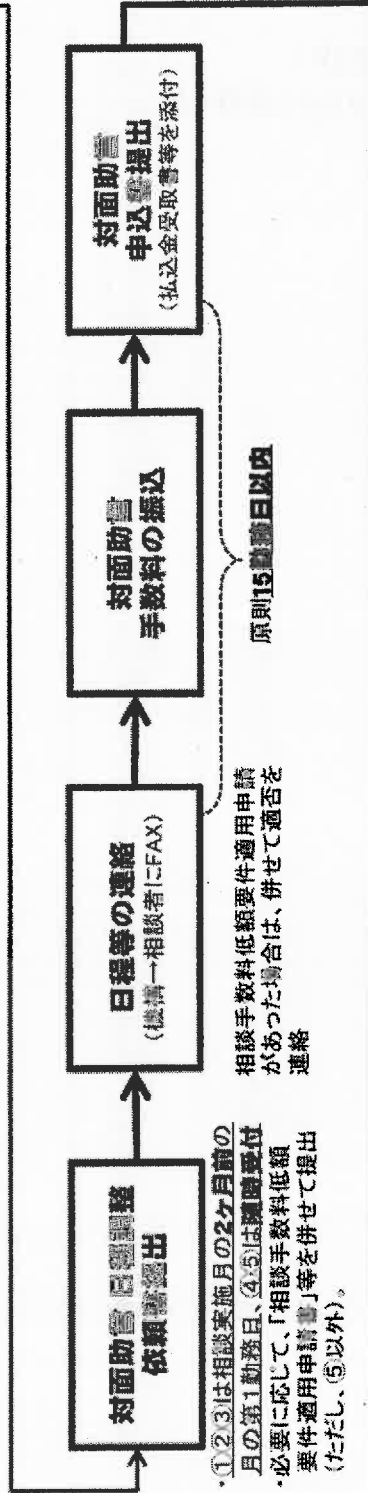 対面助言 日程調整
依頼書提出
・①②③は相談実施月の2ヶ月前の
月の第1勤務日、④⑤は随時受付
・必要に応じて、「相談手数料低額
要件適用申請書」等を併せて提出
(ただし、⑤以外)。
日程等の連絡
(機構→相談者にFAX)
相談手数料低額要件適用申請
があった場合は、併せて適否を
連絡
対面助言
手数料の振込
原則15勤務日以内
対面助言
申込書提出
(払込金受取書等を添付)